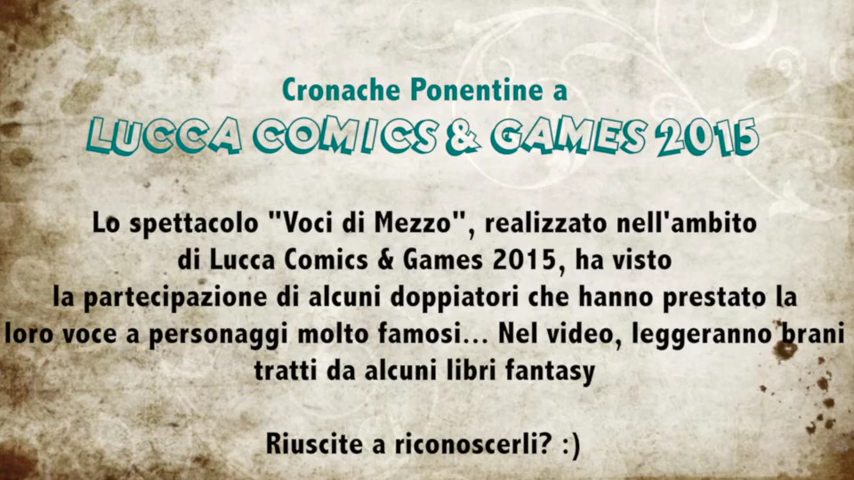 Cronache Ponentine a
LUCCA COMICS & GAMES 2015
Lo spettacolo "Voci di Mezzo", realizzato nell'ambito
di Lucca Comics & Games 2015, ha visto
la partecipazione di alcuni doppiatori che hanno prestato la
loro voce a personaggi molto famosi... Nel video, leggeranno brani
tratti da alcuni libri fantasy
Riuscite a riconoscerli? :)